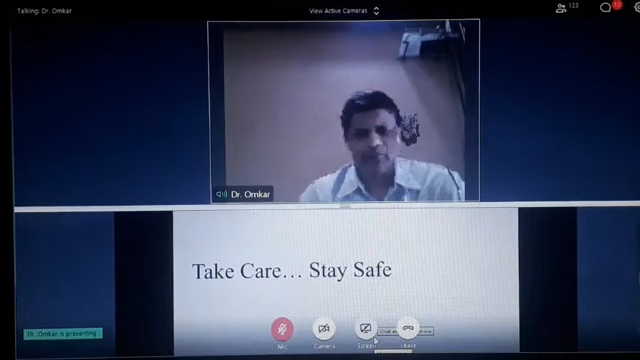 Talking: Dr. Omkar
View Active Cameras
123
10
Dr. Omkar
Take Care... Stay Safe
Dr. Omkar is presenting
Mic
Camera
Screen
Leave